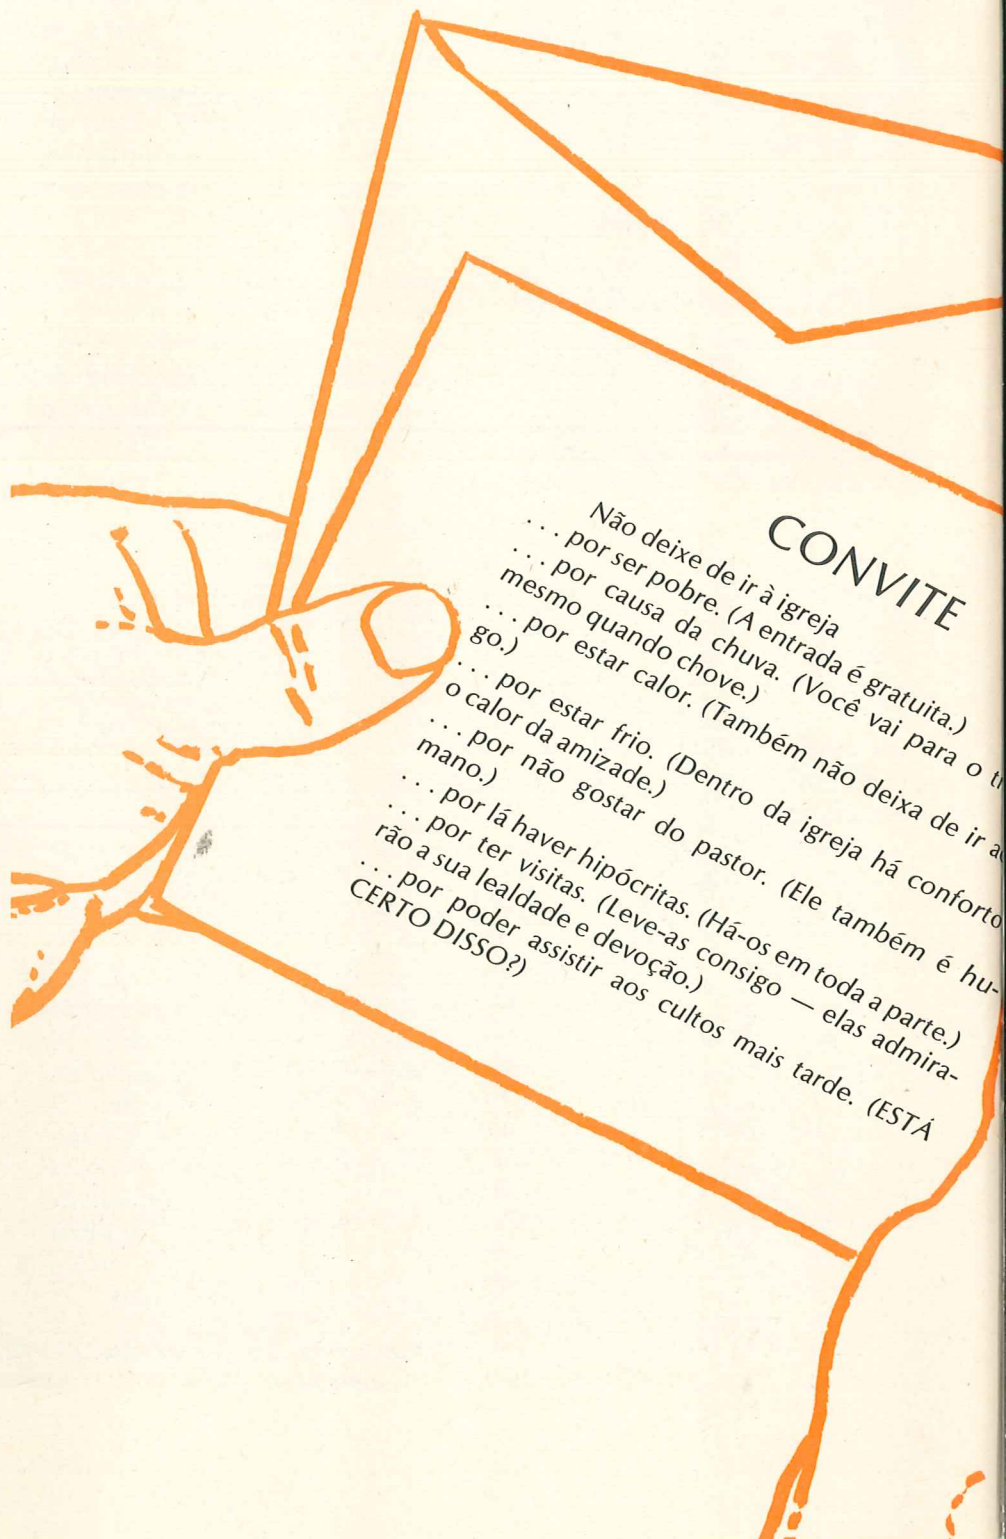 CONVITE
Não deixe de ir à igreja
. . . por ser pobre. (A entrada é gratuita.)
. . . por causa da chuva. (Você vai para o
mesmo quando chove.)
. . . por estar calor. (Também não deixa de ir
go.)
. . . por estar frio. (Dentro da igreja há conforto
o calor da amizade.)
. . . por não gostar do pastor. (Ele também é hu-
mano.)
. . . por lá haver hipócritas. (Há-os em toda a parte.)
. . . por ter visitas. (Leve-as consigo — elas admira-
rão a sua lealdade e devoção.)
. . . por poder assistir aos cultos mais tarde. (ESTÁ
CERTO DISSO?)